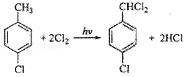 CH₃ CHCl₂
+ 2Cl₂ hν + 2HCl
Cl Cl